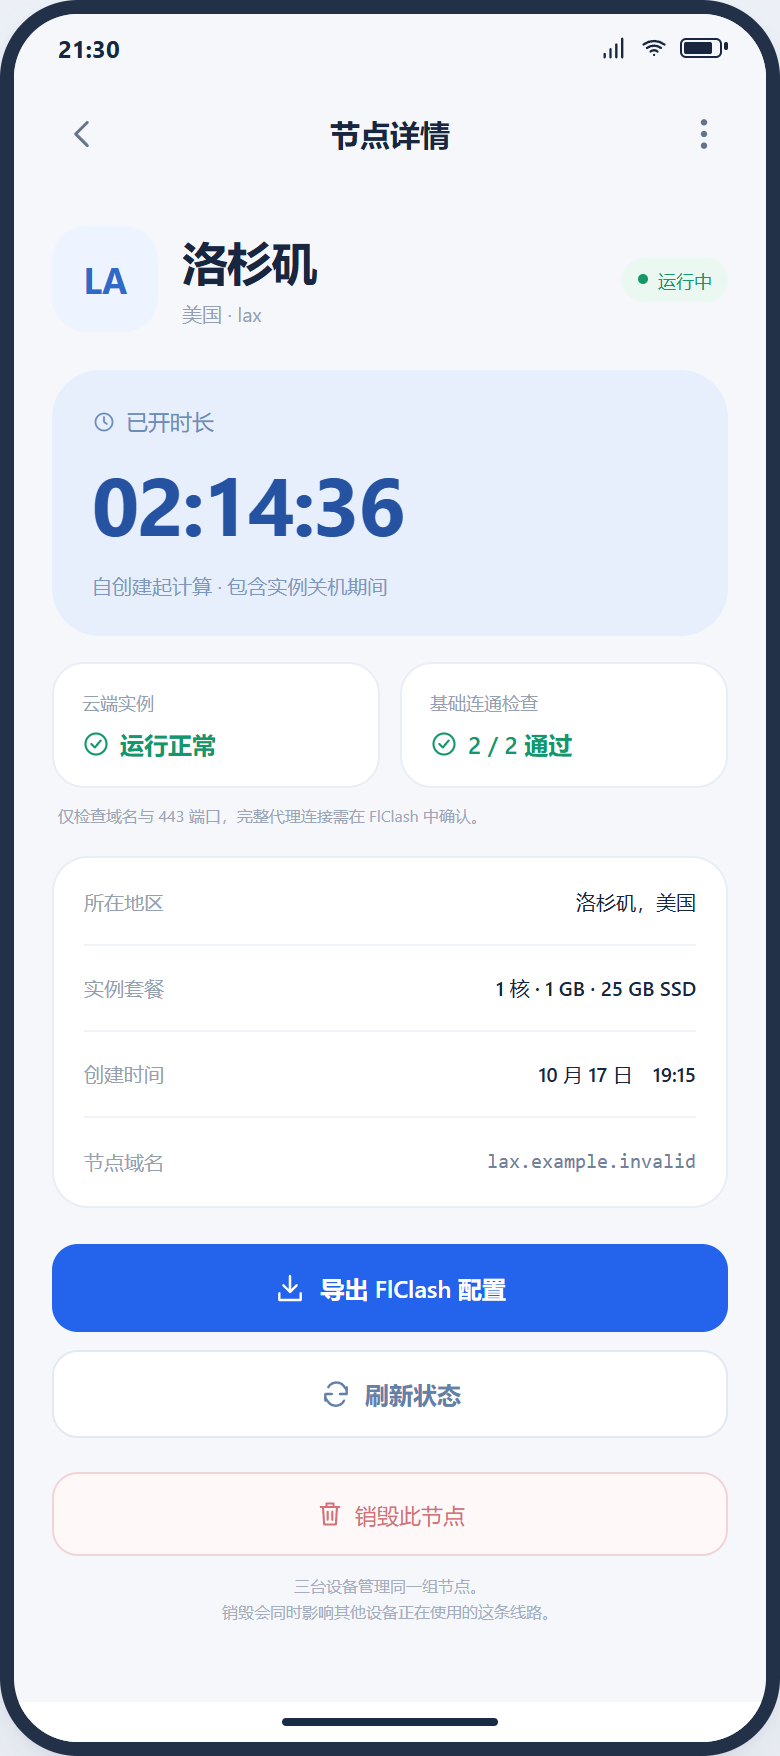 21:30
节点详情
LA
洛杉矶
美国 · lax
运行中
已开时长
02:14:36
自创建起计算 · 包含实例关机期间
云端实例
运行正常
基础连通检查
2 / 2 通过
仅检查域名与 443 端口，完整代理连接需在 FlClash 中确认。
所在地区
洛杉矶，美国
实例套餐
1 核 · 1 GB · 25 GB SSD
创建时间
10 月 17 日　19:15
节点域名
lax.example.invalid
导出 FlClash 配置
刷新状态
销毁此节点
三台设备管理同一组节点。
销毁会同时影响其他设备正在使用的这条线路。